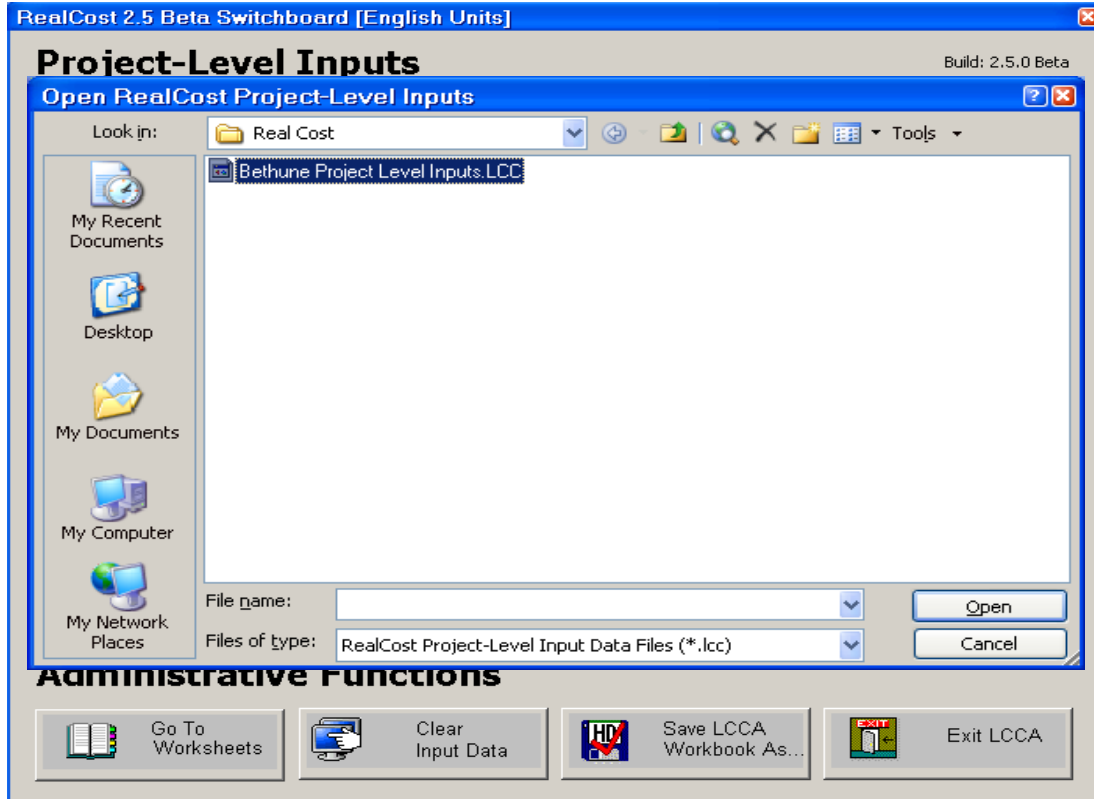 RealCost 2.5 Beta Switchboard [English Units]
Project-Level Inputs
Build: 2.5.0 Beta
Open RealCost Project-Level Inputs
Look in:
Real Cost
Tools
Bethune Project Level Inputs.LCC
My Recent
Documents
Desktop
My Documents
My Computer
My Network
Places
File name:
Open
Files of type:
RealCost Project-Level Input Data Files (*.lcc)
Cancel
Administrative Functions
Go To
Worksheets
Clear
Input Data
HD
Save LCCA
Workbook As...
EXIT
Exit LCCA